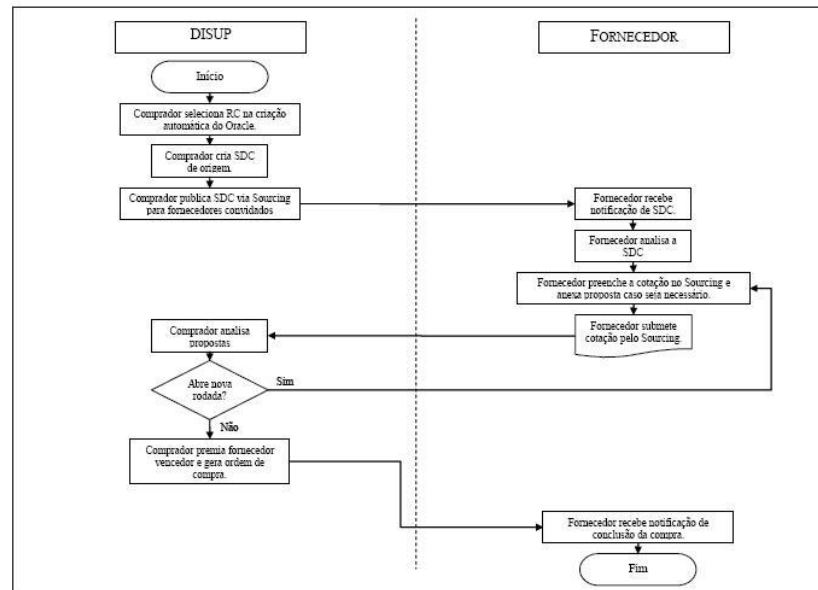 DISUP
FORNECEDOR
Início
Comprador seleciona RC na criação
automática do Oracle.
Comprador cria SDC
de origem.
Comprador publica SDC via Sourcing
para fornecedores convidados
Fornecedor recebe
notificação de SDC.
Fornecedor analisa a
SDC
Fornecedor preenche a cotação no Sourcing e
anexa proposta caso seja necessário.
Fornecedor submete
cotação pelo Sourcing.
Comprador analisa
propostas
Abre nova
rodada?
Sim
Não
Comprador premia fornecedor
vencedor e gera ordem de
compra.
Fornecedor recebe notificação de
conclusão da compra.
Fim